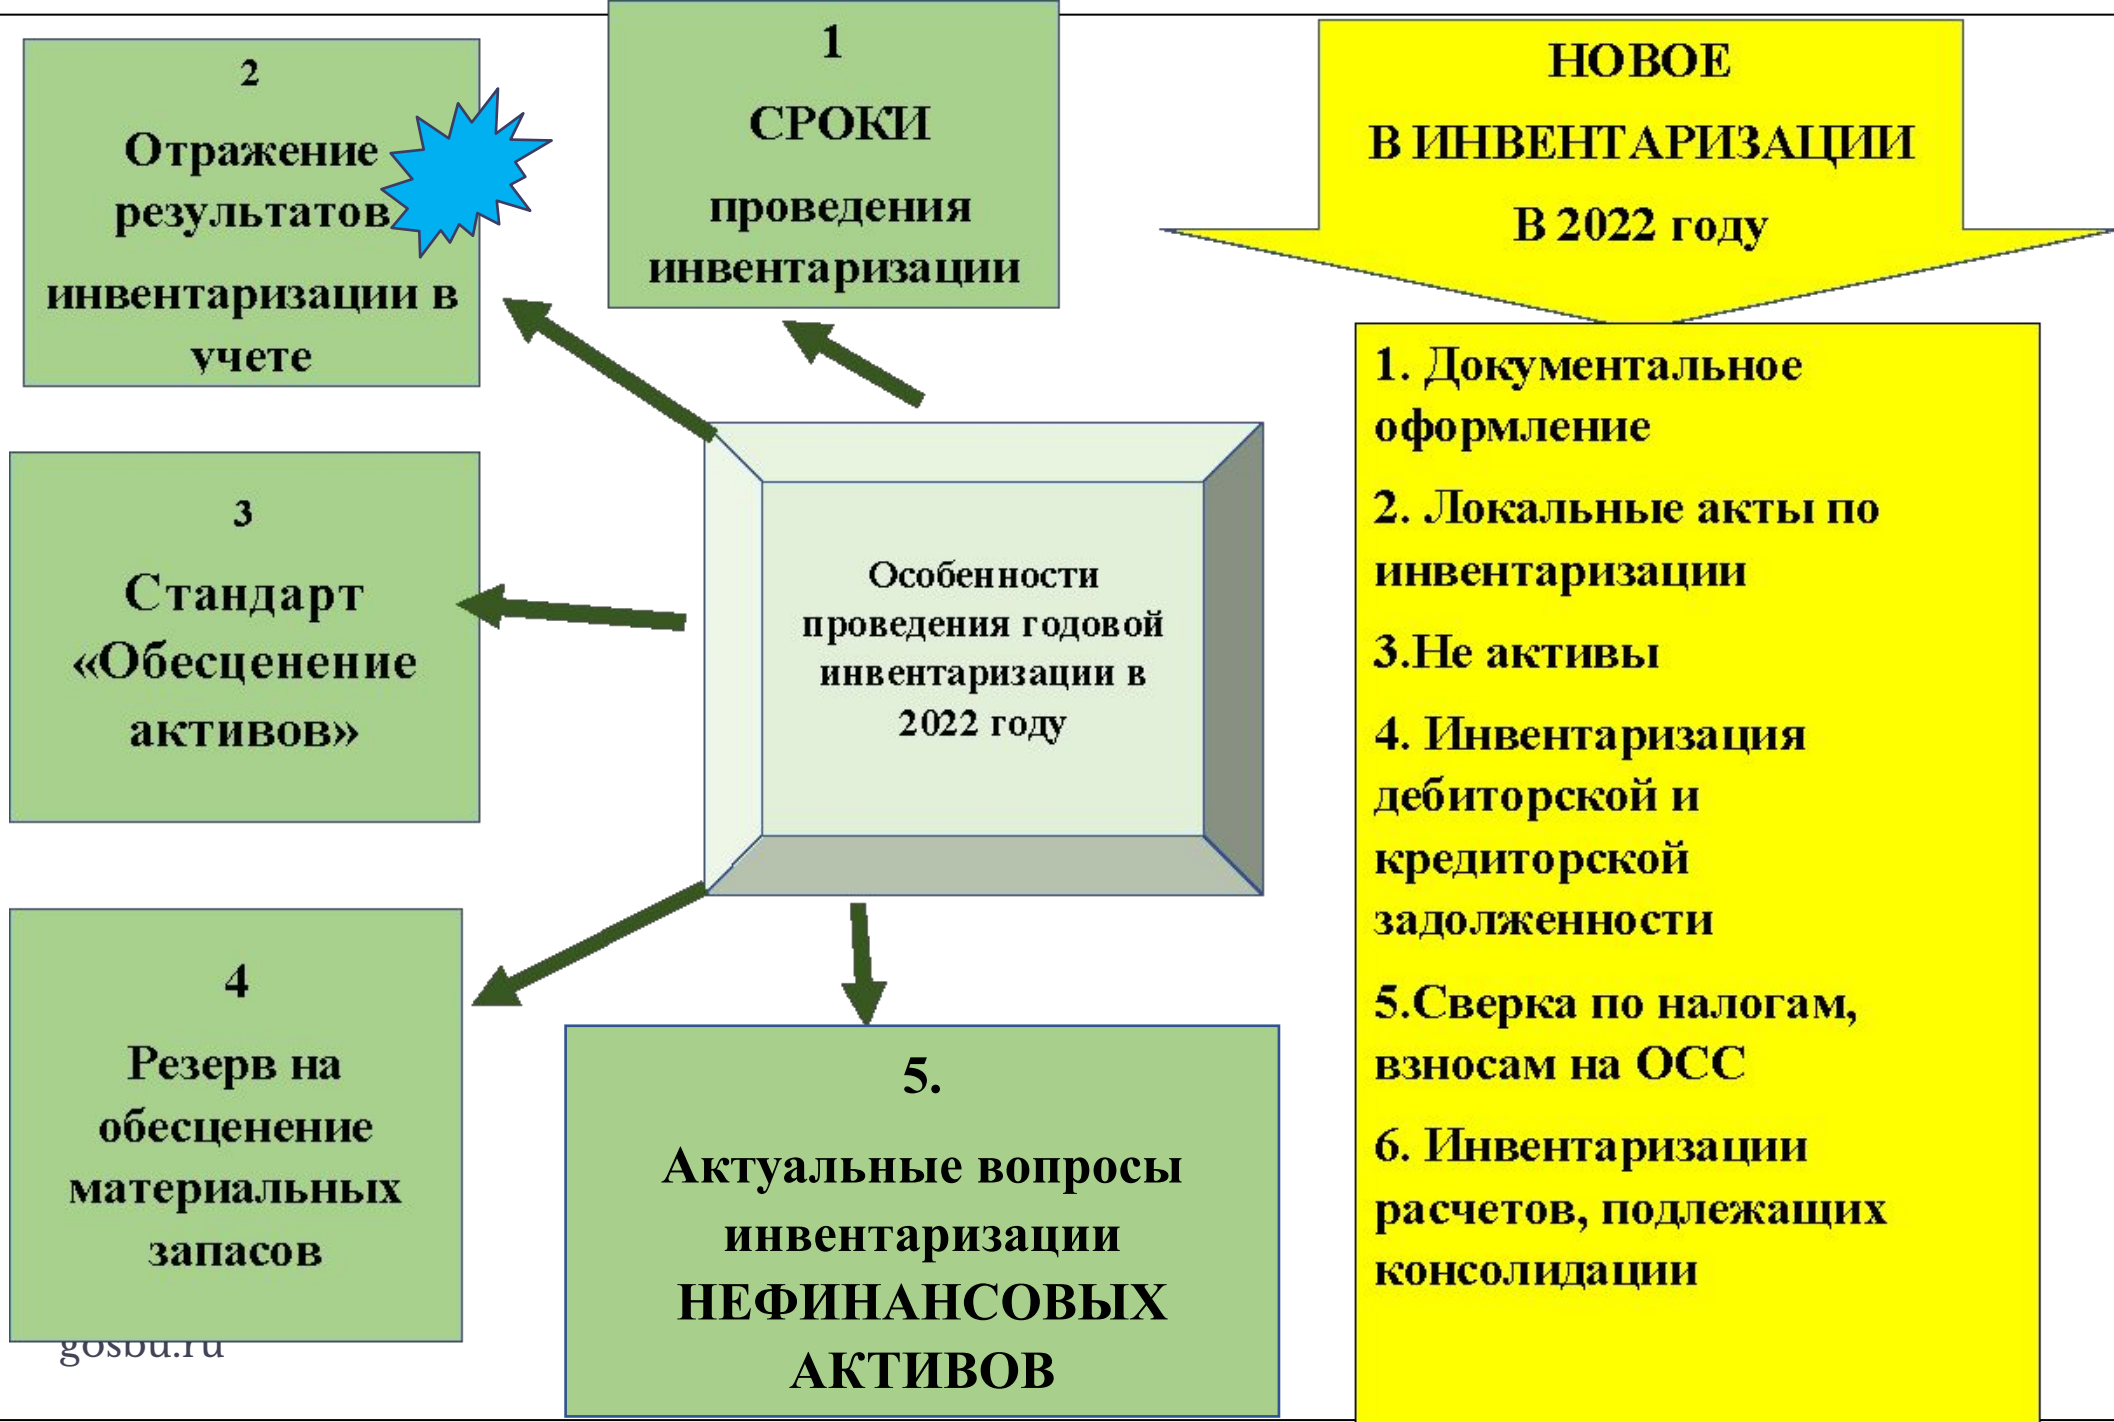 1
СРОКИ
проведения
инвентаризации
2
Отражение
результатов
инвентаризации в
учете
3
Стандарт
«Обесценение
активов»
4
Резерв на
обесценение
материальных
запасов
5.
Актуальные вопросы
инвентаризации
НЕФИНАНСОВЫХ
АКТИВОВ
Особенности
проведения годовой
инвентаризации в
2022 году
НОВОЕ
В ИНВЕНТАРИЗАЦИИ
В 2022 году
1. Документальное
оформление
2. Локальные акты по
инвентаризации
3.Не активы
4. Инвентаризация
дебиторской и
кредиторской
задолженности
5.Сверка по налогам,
взносам на ОСС
6. Инвентаризации
расчетов, подлежащих
консолидации
gosbu.ru